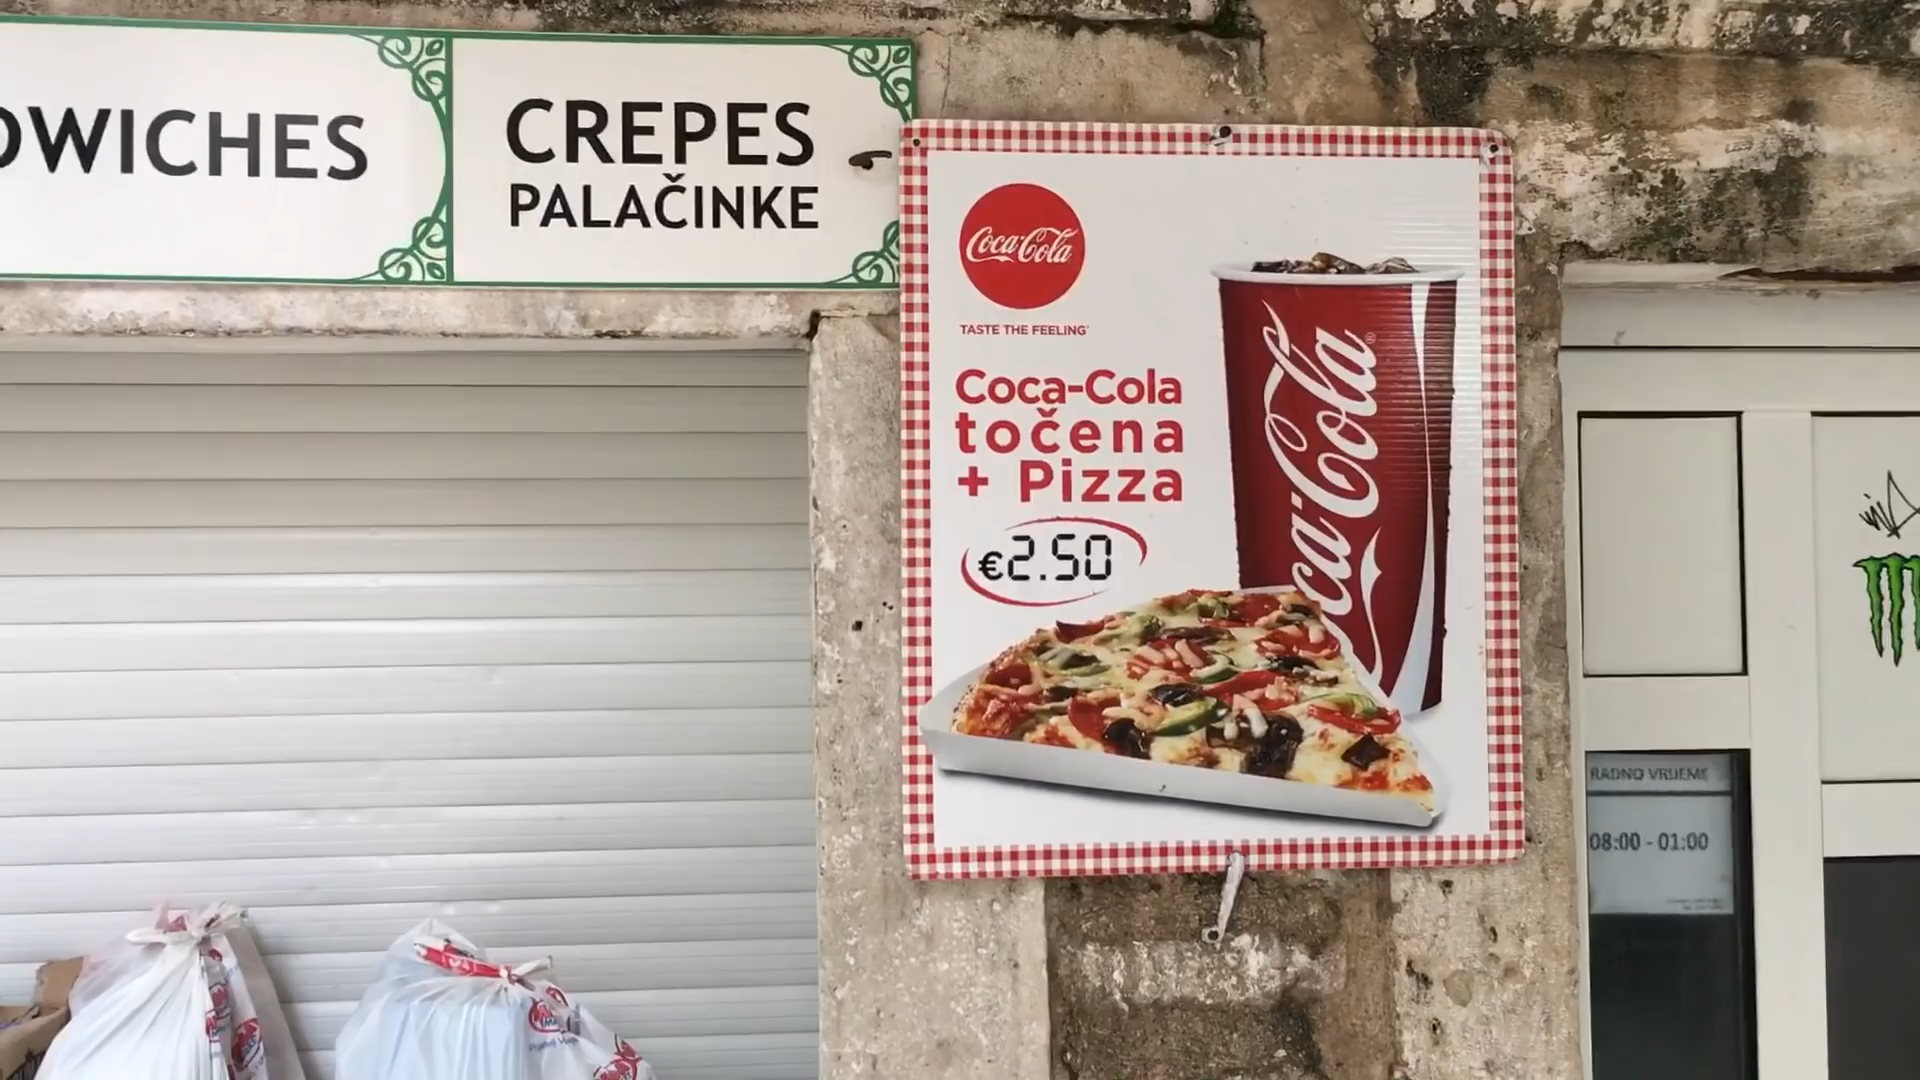 DWICHES
CREPES
PALAČINKE
Coca-Cola
TASTE THE FEELING
Coca-Cola
točena
+ Pizza
€2.50
Coca-Cola
RADNO VRIJEME
08:00 - 01:00